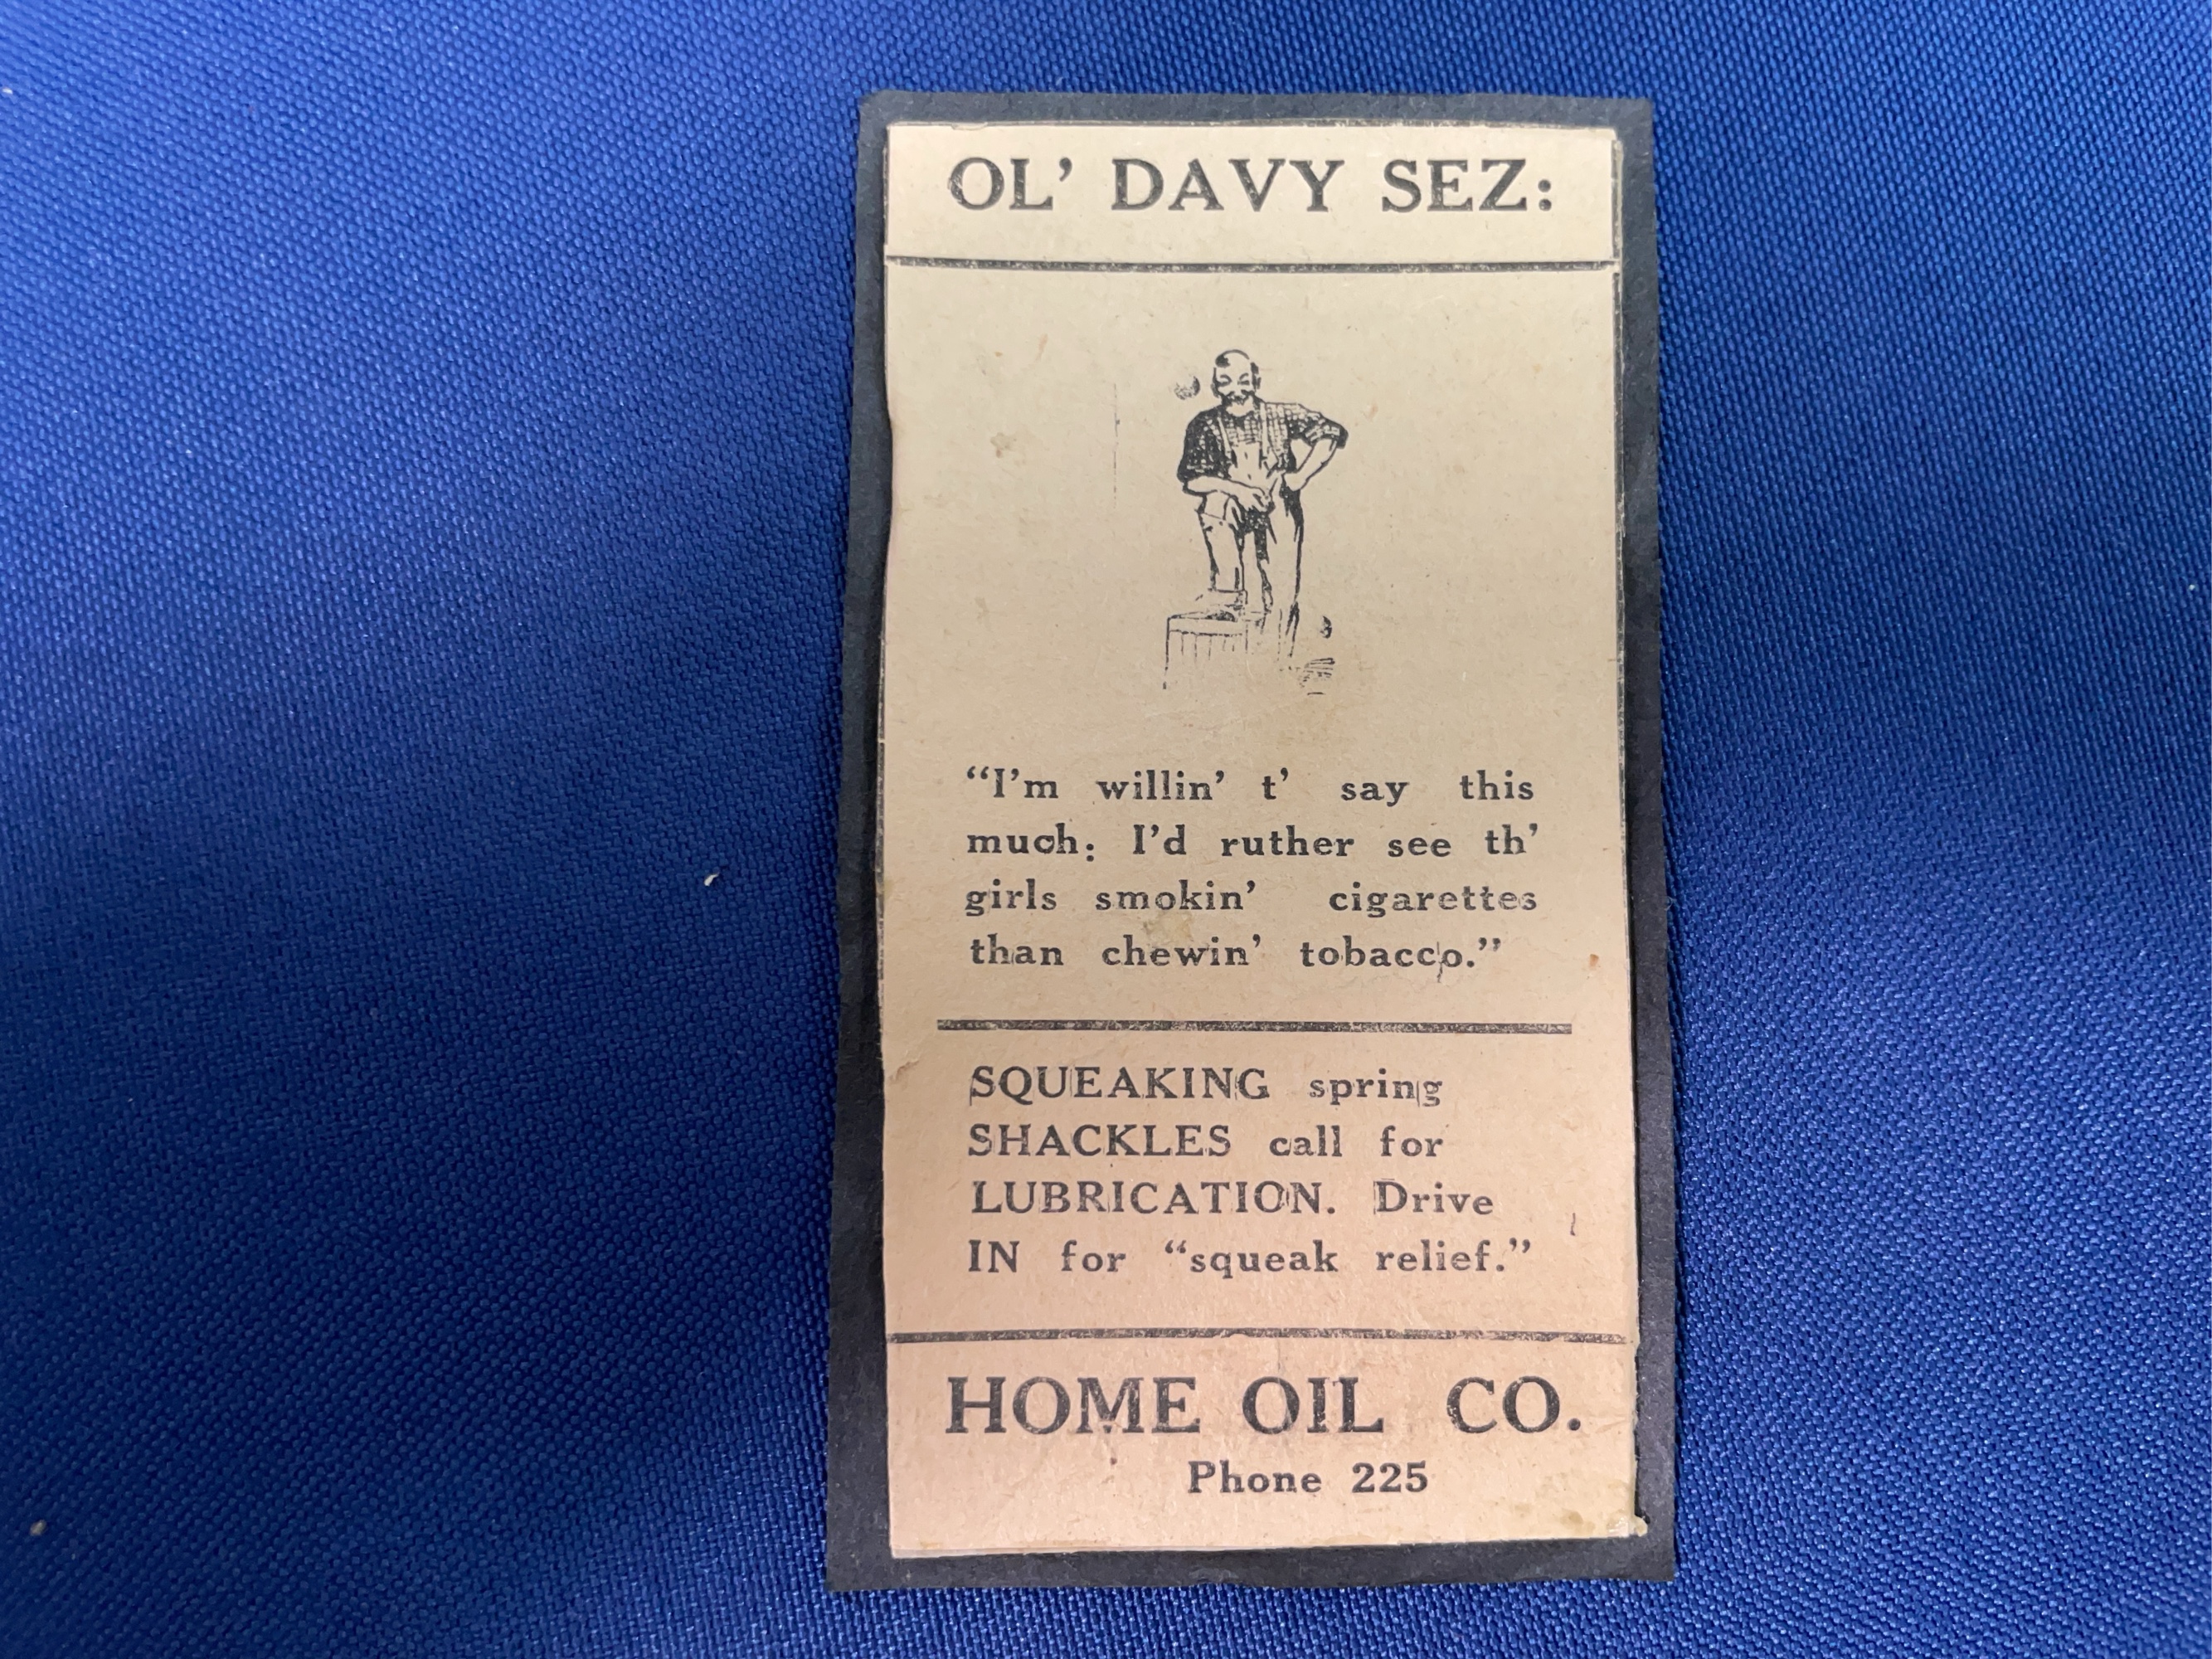 OL' DAVY SEZ:
"I'm willin' t' say this
much: I'd ruther see th'
girls smokin' cigarettes
than chewin' tobacco."
SQUEAKING spring
SHACKLES call for
LUBRICATION. Drive
IN for "squeak relief."
HOME OIL CO.
Phone 225